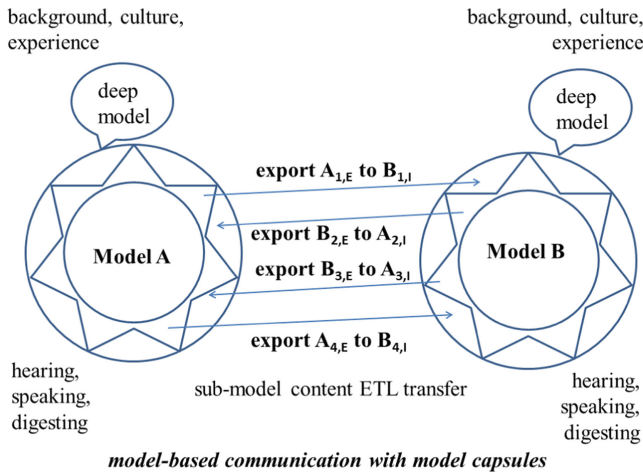 background, culture,
experience
background, culture,
experience
deep
model
deep
model
export A1,E to B1,I
export B2,E to A2,I
Model A
Model B
export B3,E to A3,I
export A4,E to B4,I
hearing,
speaking,
digesting
sub-model content ETL transfer
hearing,
speaking,
digesting
model-based communication with model capsules